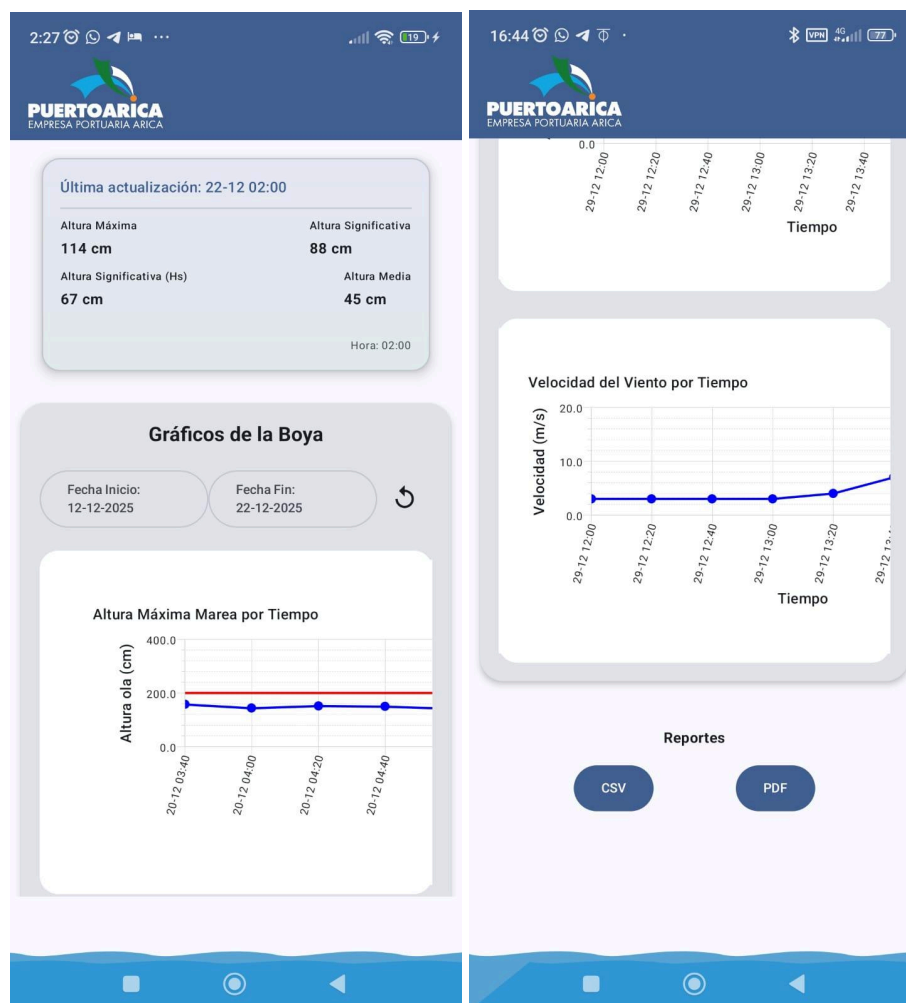 2:27
19
PUERTOARICA
EMPRESA PORTUARIA ARICA
Última actualización: 22-12 02:00
Altura Máxima Altura Significativa
114 cm 88 cm
Altura Significativa (Hs) Altura Media
67 cm 45 cm
Hora: 02:00
Gráficos de la Boya
Fecha Inicio: Fecha Fin:
12-12-2025 22-12-2025
Altura Máxima Marea por Tiempo
Altura ola (cm)
400.0
200.0
0.0
20-12 03:40 20-12 04:00 20-12 04:20 20-12 04:40
16:44
VPN 4G 77
PUERTOARICA
EMPRESA PORTUARIA ARICA
0.0
29-12 12:00 29-12 12:20 29-12 12:40 29-12 13:00 29-12 13:20 29-12 13:40
Tiempo
Velocidad del Viento por Tiempo
Velocidad (m/s)
20.0
10.0
0.0
29-12 12:00 29-12 12:20 29-12 12:40 29-12 13:00 29-12 13:20 29-12
Tiempo
Reportes
CSV PDF